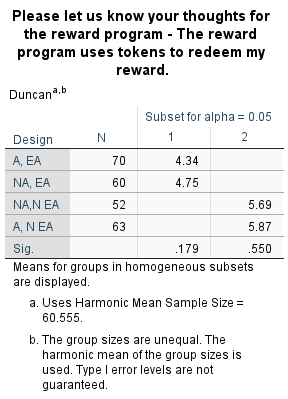 Please let us know your thoughts for
the reward program - The reward
program uses tokens to redeem my
reward.
Duncan^a,b
Subset for alpha = 0.05
Design N 1 2
A, EA 70 4.34
NA, EA 60 4.75
NA,N EA 52 5.69
A, N EA 63 5.87
Sig. .179 .550
Means for groups in homogeneous subsets
are displayed.
a. Uses Harmonic Mean Sample Size =
60.555.
b. The group sizes are unequal. The
harmonic mean of the group sizes is
used. Type I error levels are not
guaranteed.